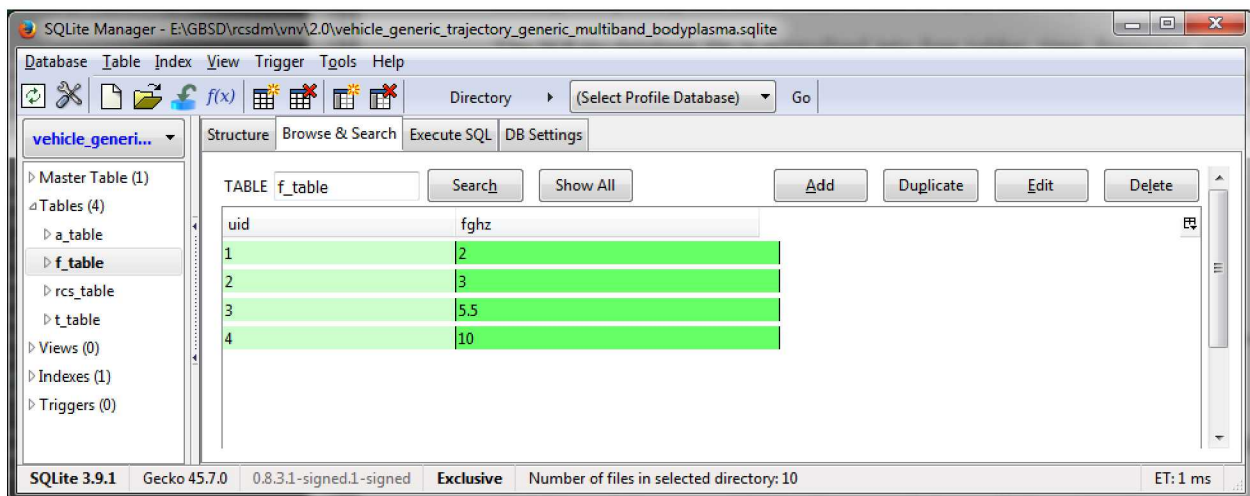 SQLite Manager - E:\GBSD\rcsdm\vnv\2.0\vehicle_generic_trajectory_generic_multiband_bodyplasma.sqlite
Database Table Index View Trigger Tools Help
f(x) Directory (Select Profile Database) Go
vehicle_generi...
Structure Browse & Search Execute SQL DB Settings
Master Table (1)
Tables (4)
a_table
f_table
rcs_table
t_table
Views (0)
Indexes (1)
Triggers (0)
TABLE f_table Search Show All Add Duplicate Edit Delete
uid fghz
1 2
2 3
3 5.5
4 10
SQLite 3.9.1 Gecko 45.7.0 0.8.3.1-signed.1-signed Exclusive Number of files in selected directory: 10 ET: 1 ms